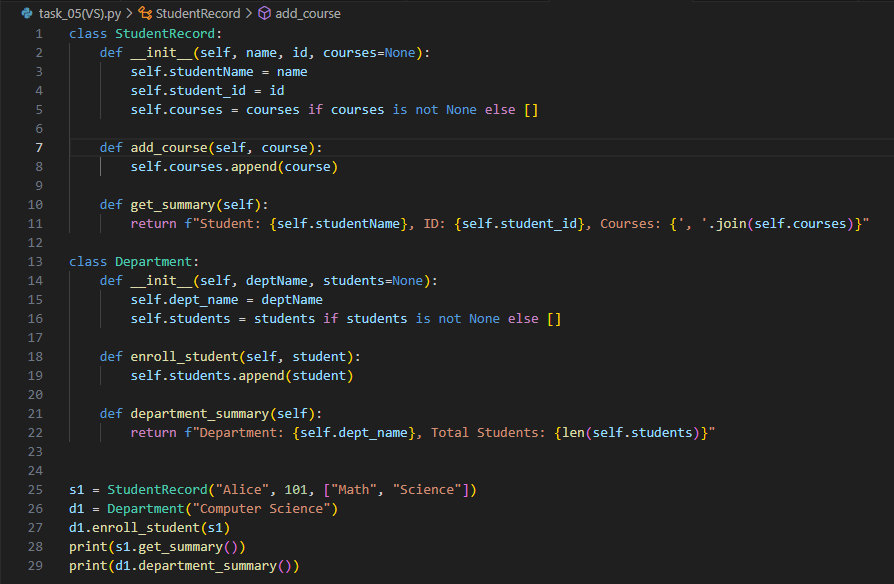 task_05(VS).py > StudentRecord > add_course
1 class StudentRecord:
2     def __init__(self, name, id, courses=None):
3         self.studentName = name
4         self.student_id = id
5         self.courses = courses if courses is not None else []
6
7     def add_course(self, course):
8         self.courses.append(course)
9
10     def get_summary(self):
11         return f"Student: {self.studentName}, ID: {self.student_id}, Courses: {', '.join(self.courses)}"
12
13 class Department:
14     def __init__(self, deptName, students=None):
15         self.dept_name = deptName
16         self.students = students if students is not None else []
17
18     def enroll_student(self, student):
19         self.students.append(student)
20
21     def department_summary(self):
22         return f"Department: {self.dept_name}, Total Students: {len(self.students)}"
23
24
25 s1 = StudentRecord("Alice", 101, ["Math", "Science"])
26 d1 = Department("Computer Science")
27 d1.enroll_student(s1)
28 print(s1.get_summary())
29 print(d1.department_summary())